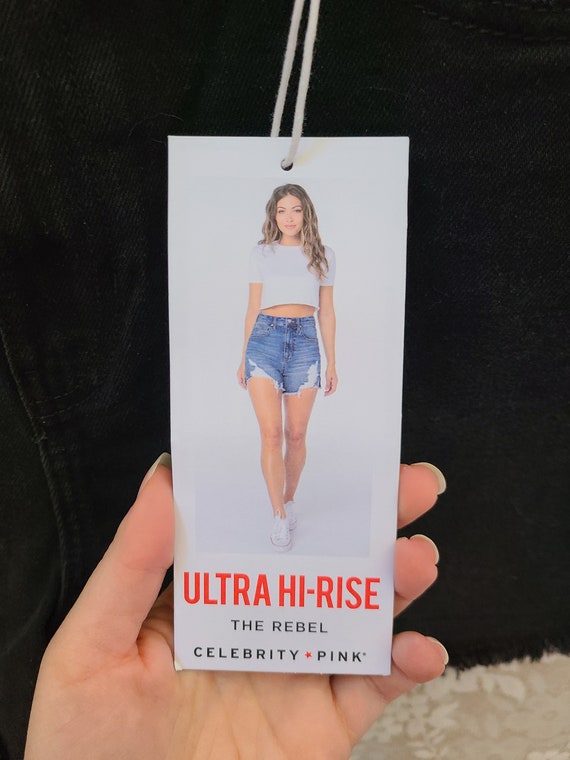 ULTRA HI-RISE
THE REBEL
CELEBRITY ★ PINK®